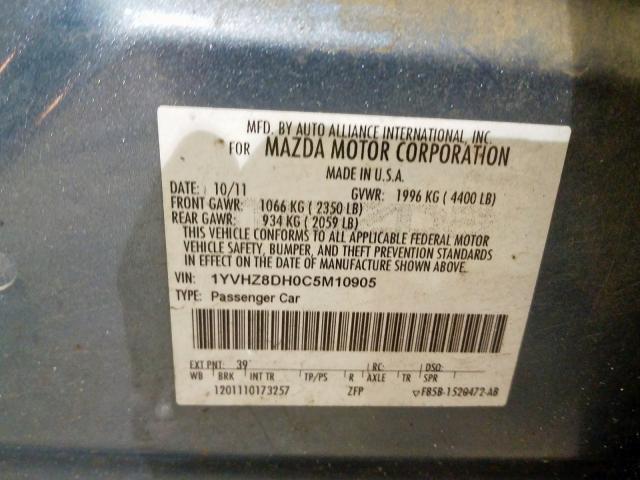 MFD. BY AUTO ALLIANCE INTERNATIONAL, INC.
FOR MAZDA MOTOR CORPORATION
MADE IN U.S.A.
DATE: 10/11 GVWR: 1996 KG ( 4400 LB)
FRONT GAWR: 1066 KG ( 2350 LB)
REAR GAWR: 934 KG ( 2059 LB)
THIS VEHICLE CONFORMS TO ALL APPLICABLE FEDERAL MOTOR
VEHICLE SAFETY, BUMPER, AND THEFT PREVENTION STANDARDS
IN EFFECT ON THE DATE OF MANUFACTURE SHOWN ABOVE.
VIN: 1YVHZ8DH0C5M10905
TYPE: Passenger Car
EXT PNT: 39 RC: DSO:
WB BRK INT TR TP/PS R AXLE TR SPR
1201110173257 ZFP F85B-1520472-AB